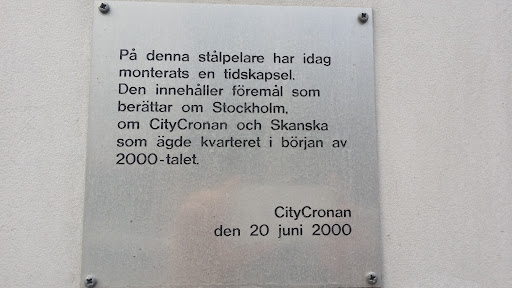 På denna stålpelare har idag
monterats en tidskapsel.
Den innehåller föremål som
berättar om Stockholm,
om CityCronan och Skanska
som ägde kvarteret i början av
2000-talet.
CityCronan
den 20 juni 2000